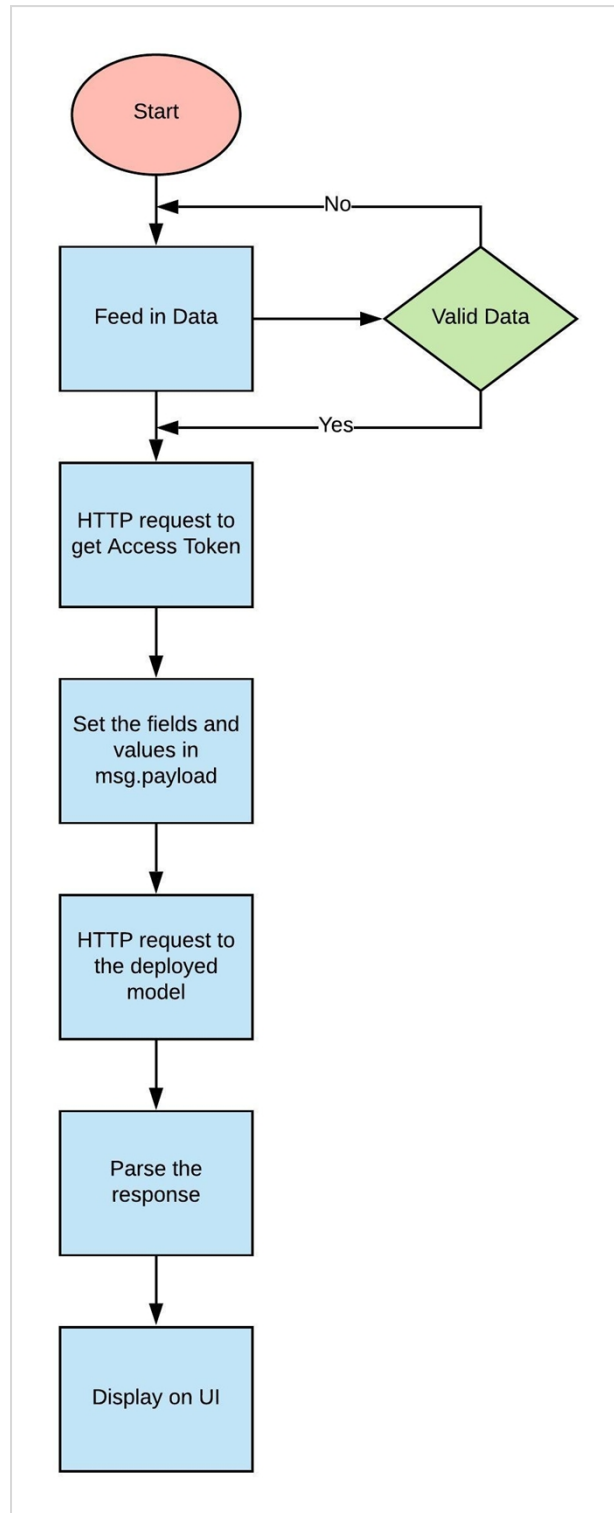 Start
No
Feed in Data
Valid Data
Yes
HTTP request to
get Access Token
Set the fields and
values in
msg.payload
HTTP request to
the deployed
model
Parse the
response
Display on UI